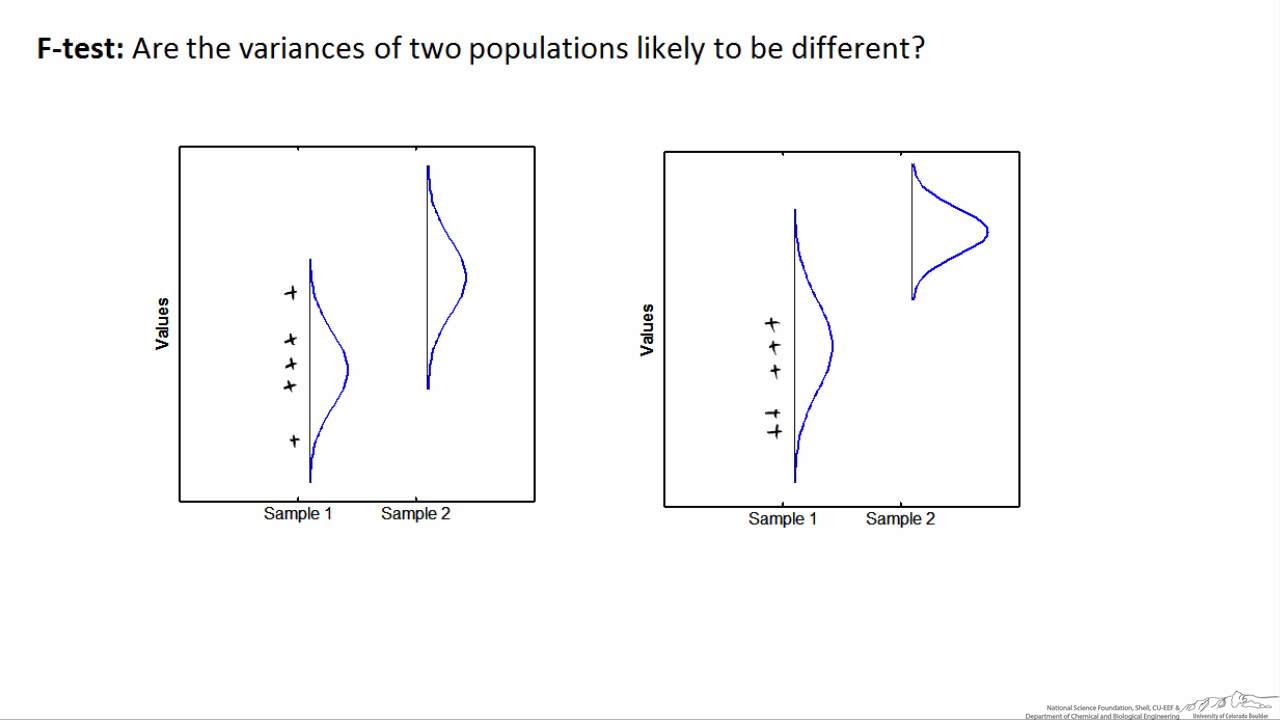 F-test: Are the variances of two populations likely to be different?
Values
Sample 1
Sample 2
Values
Sample 1
Sample 2
National Science Foundation, Shell, CU-EEF &
Department of Chemical and Biological Engineering
University of Colorado Boulder